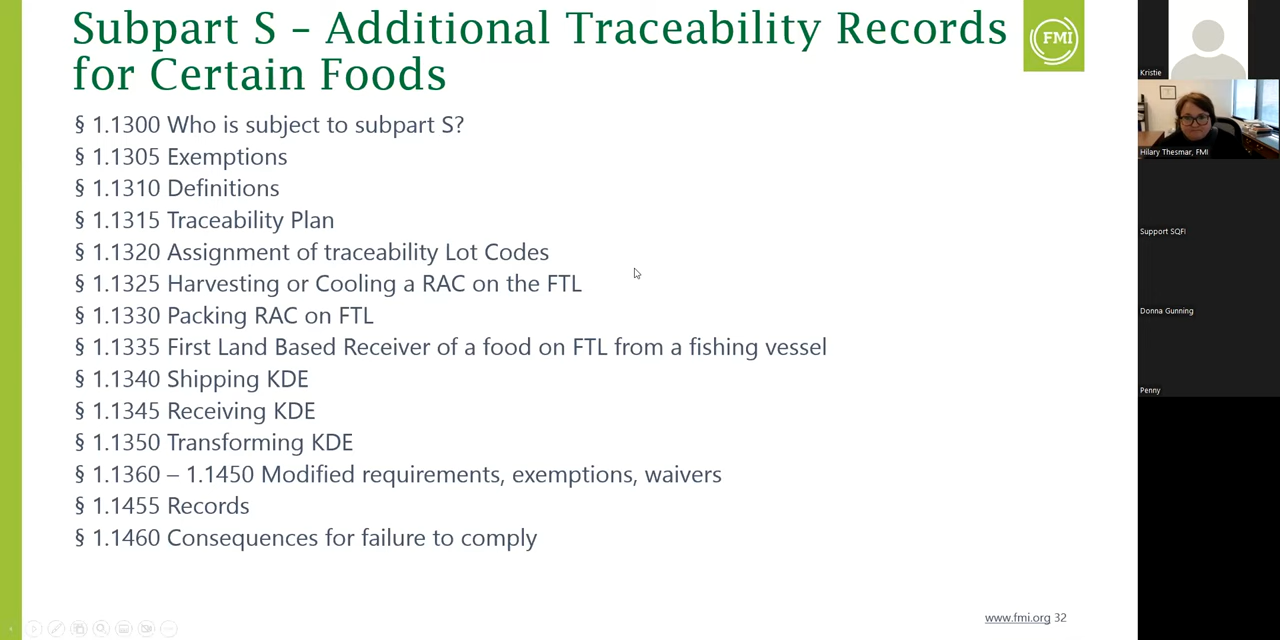 Subpart S – Additional Traceability Records
for Certain Foods
FMI
§ 1.1300 Who is subject to subpart S?
§ 1.1305 Exemptions
§ 1.1310 Definitions
§ 1.1315 Traceability Plan
§ 1.1320 Assignment of traceability Lot Codes
§ 1.1325 Harvesting or Cooling a RAC on the FTL
§ 1.1330 Packing RAC on FTL
§ 1.1335 First Land Based Receiver of a food on FTL from a fishing vessel
§ 1.1340 Shipping KDE
§ 1.1345 Receiving KDE
§ 1.1350 Transforming KDE
§ 1.1360 – 1.1450 Modified requirements, exemptions, waivers
§ 1.1455 Records
§ 1.1460 Consequences for failure to comply
www.fmi.org 32
Kristie
Hilary Thesmar, FMI
Support SQFI
Donna Gunning
Penny